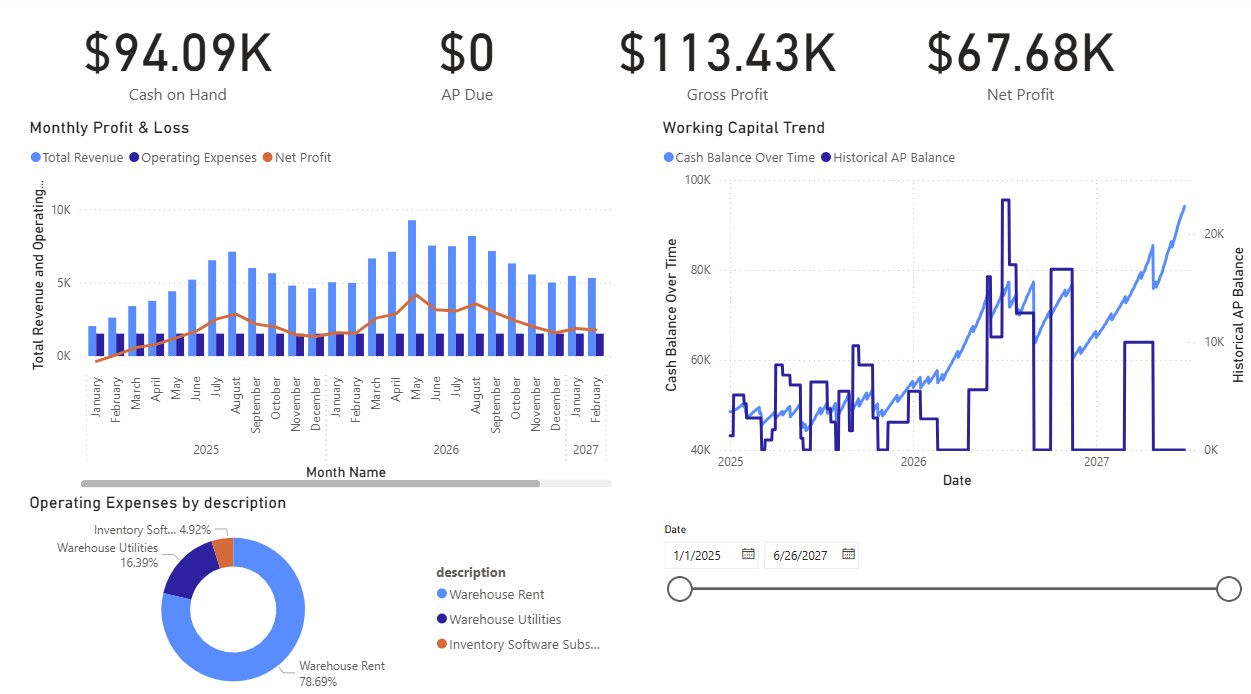 $94.09K
Cash on Hand
$0
AP Due
$113.43K
Gross Profit
$67.68K
Net Profit
Monthly Profit & Loss
Total Revenue
Operating Expenses
Net Profit
Total Revenue and Operating...
10K
5K
0K
January
February
March
April
May
June
July
August
September
October
November
December
January
February
March
April
May
June
July
August
September
October
November
December
January
February
2025
2026
2027
Month Name
Working Capital Trend
Cash Balance Over Time
Historical AP Balance
Cash Balance Over Time
100K
80K
60K
40K
20K
10K
0K
Historical AP Balance
2025
2026
2027
Date
Operating Expenses by description
Inventory Soft... 4.92%
Warehouse Utilities
16.39%
Warehouse Rent
78.69%
description
Warehouse Rent
Warehouse Utilities
Inventory Software Subs...
Date
1/1/2025
6/26/2027